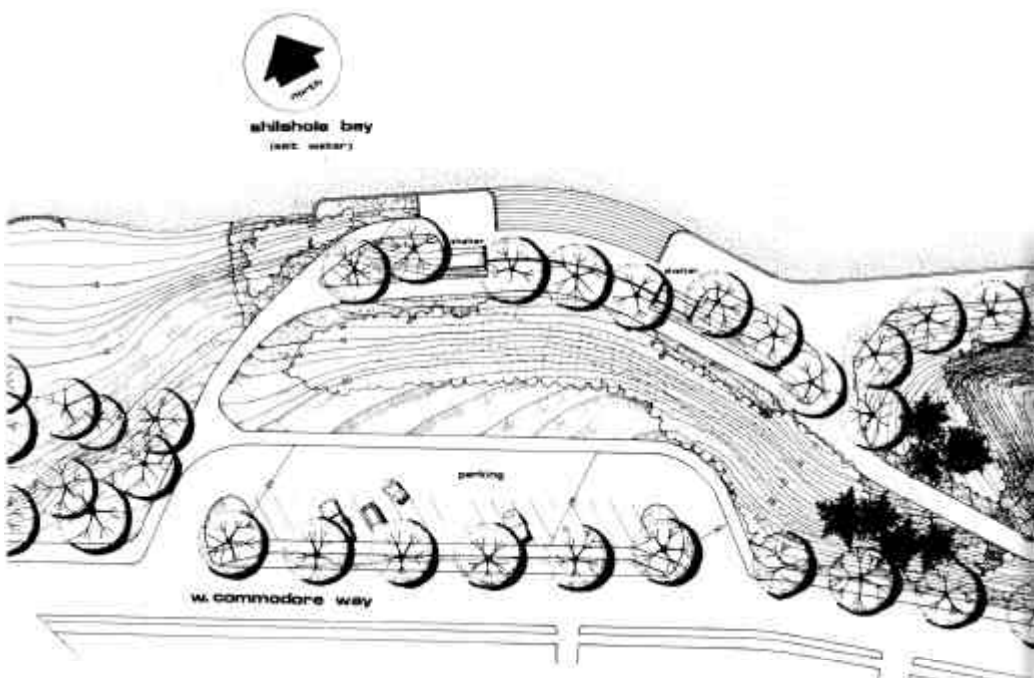 north
shilshole bay
(salt water)
shelter
shelter
parking
w. commodore way